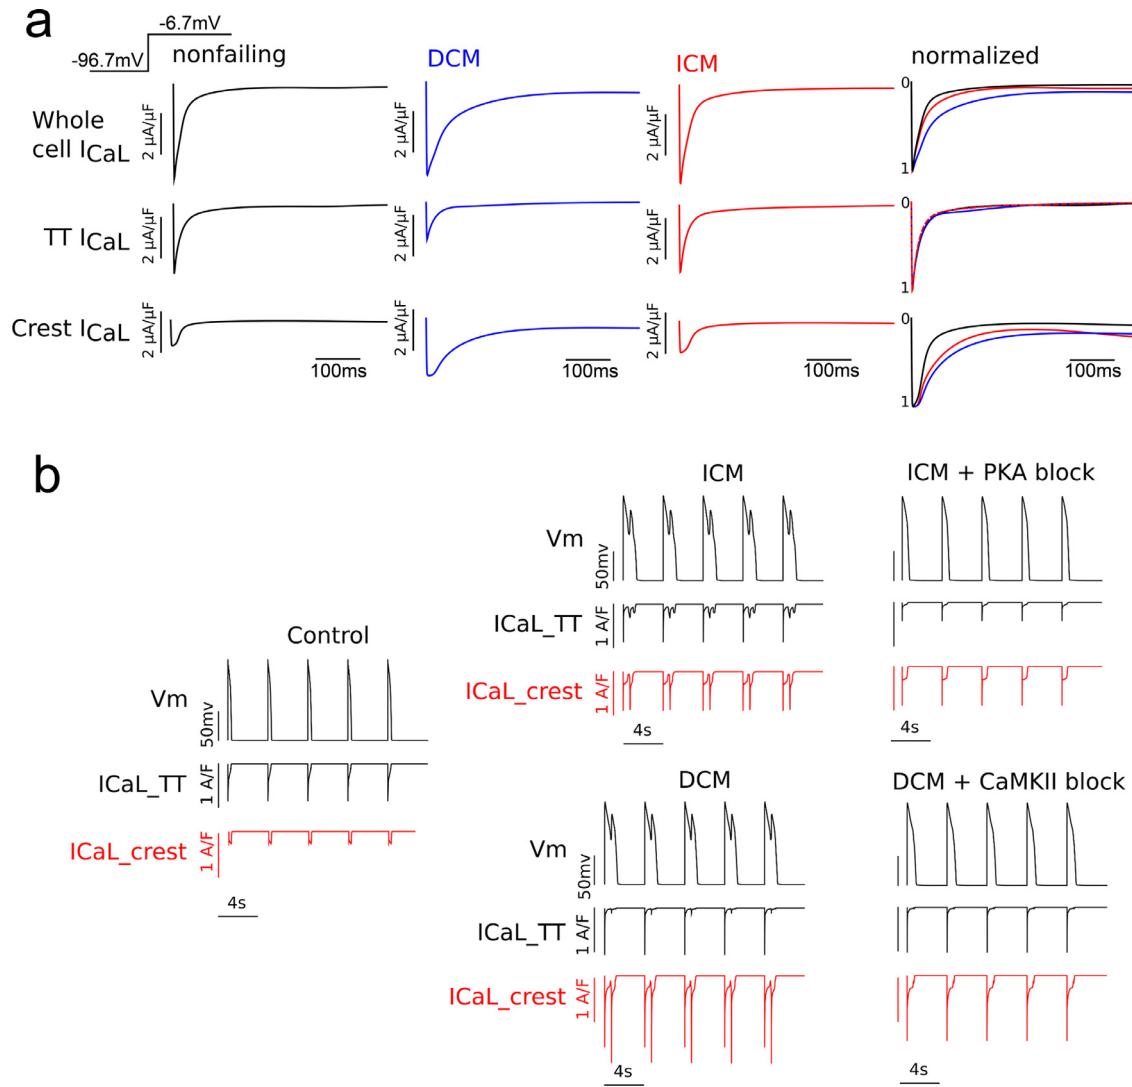 a
-6.7mV
-96.7mV
nonfailing
DCM
ICM
normalized
Whole
cell ICaL
2 μA/μF
2 μA/μF
2 μA/μF
0
1
TT ICaL
2 μA/μF
2 μA/μF
2 μA/μF
0
1
Crest ICaL
2 μA/μF
2 μA/μF
2 μA/μF
0
1
100ms
100ms
100ms
100ms
b
ICM
ICM + PKA block
Vm
50mv
ICaL_TT
1 A/F
ICaL_crest
1 A/F
4s
4s
Control
Vm
50mv
ICaL_TT
1 A/F
ICaL_crest
1 A/F
4s
DCM
DCM + CaMKII block
Vm
50mv
ICaL_TT
1 A/F
ICaL_crest
1 A/F
4s
4s